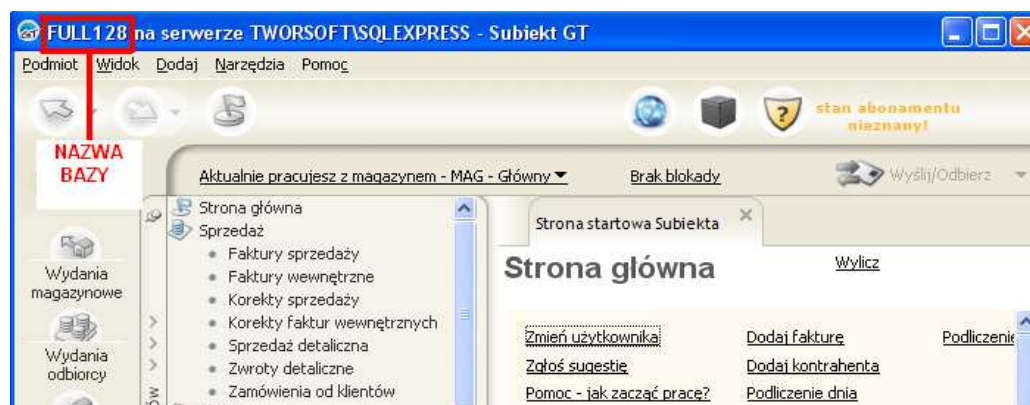 FULL128 na serwerze TWORSOFT\SQLEXPRESS - Subiekt GT
Podmiot Widok Dodaj Narzędzia Pomoc
stan abonamentu
nieznany!
NAZWA
BAZY
Aktualnie pracujesz z magazynem - MAG - Główny
Brak blokady
Wyślij/Odbierz
Strona główna
Sprzedaż
Faktury sprzedaży
Faktury wewnętrzne
Korekty sprzedaży
Korekty faktur wewnętrznych
Sprzedaż detaliczna
Zwroty detaliczne
Zamówienia od klientów
Wydania
magazynowe
Wydania
odbiorcy
Strona startowa Subiekta
Strona główna
Wylicz
Zmień użytkownika
Dodaj fakturę
Podliczenie
Zgłoś sugestię
Dodaj kontrahenta
Pomoc - jak zacząć pracę?
Podliczenie dnia